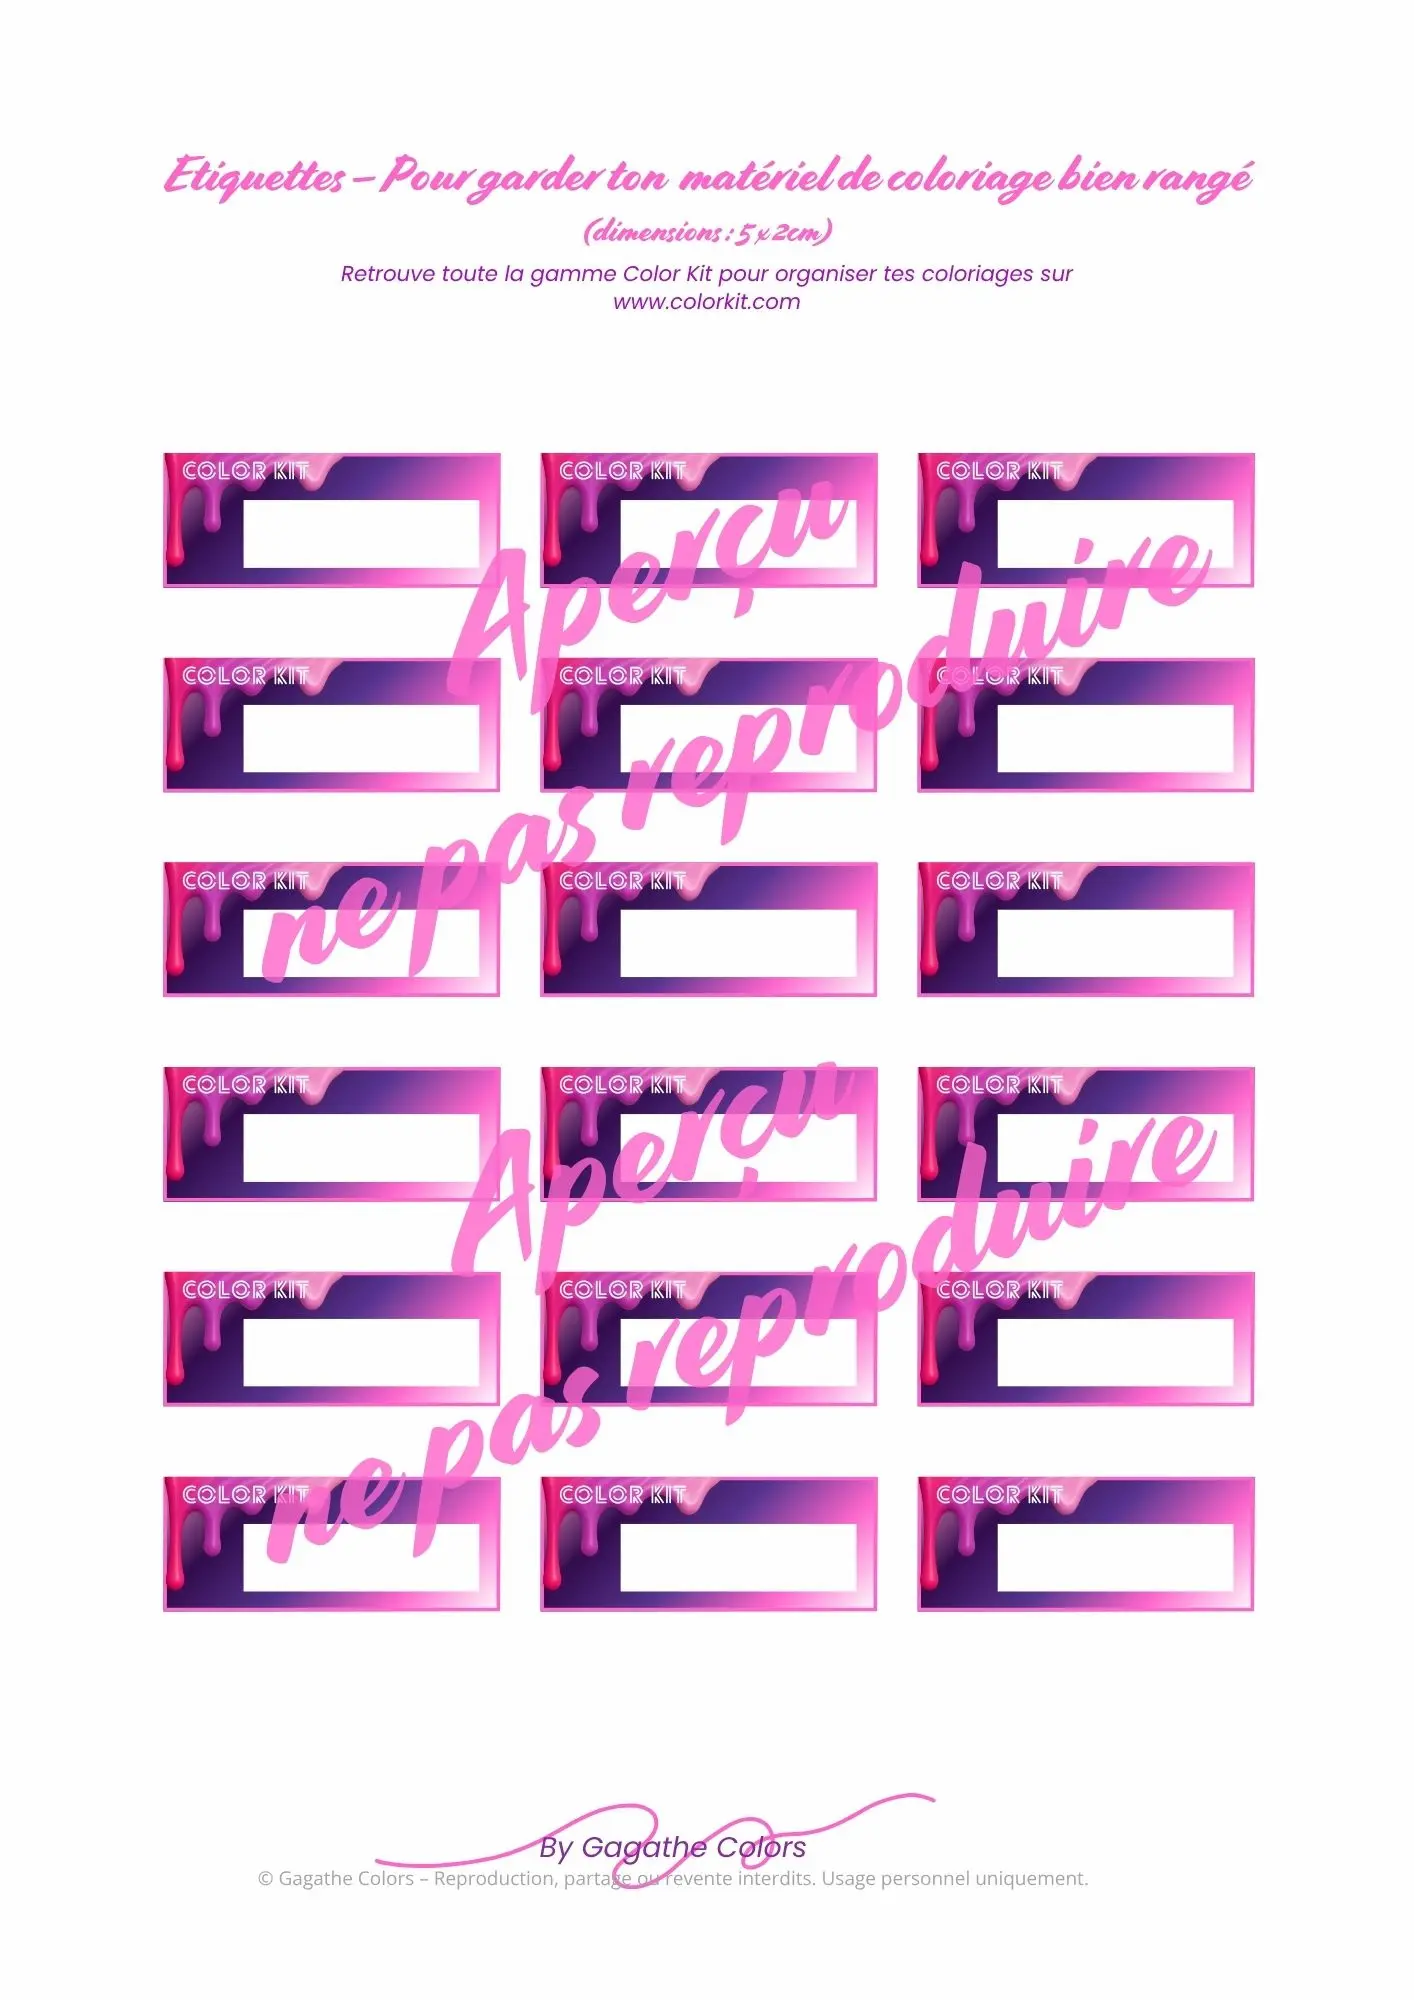 Etiquettes – Pour garder ton matériel de coloriage bien rangé
(dimensions : 5 x 2cm)
Retrouve toute la gamme Color Kit pour organiser tes coloriages sur
www.colorkit.com
COLOR KIT COLOR KIT COLOR KIT
Aperçu
COLOR KIT COLOR KIT COLOR KIT
ne pas reproduire
COLOR KIT COLOR KIT COLOR KIT
COLOR KIT COLOR KIT COLOR KIT
Aperçu
COLOR KIT COLOR KIT COLOR KIT
ne pas reproduire
COLOR KIT COLOR KIT COLOR KIT
By Gagathe Colors
© Gagathe Colors – Reproduction, partage ou revente interdits. Usage personnel uniquement.